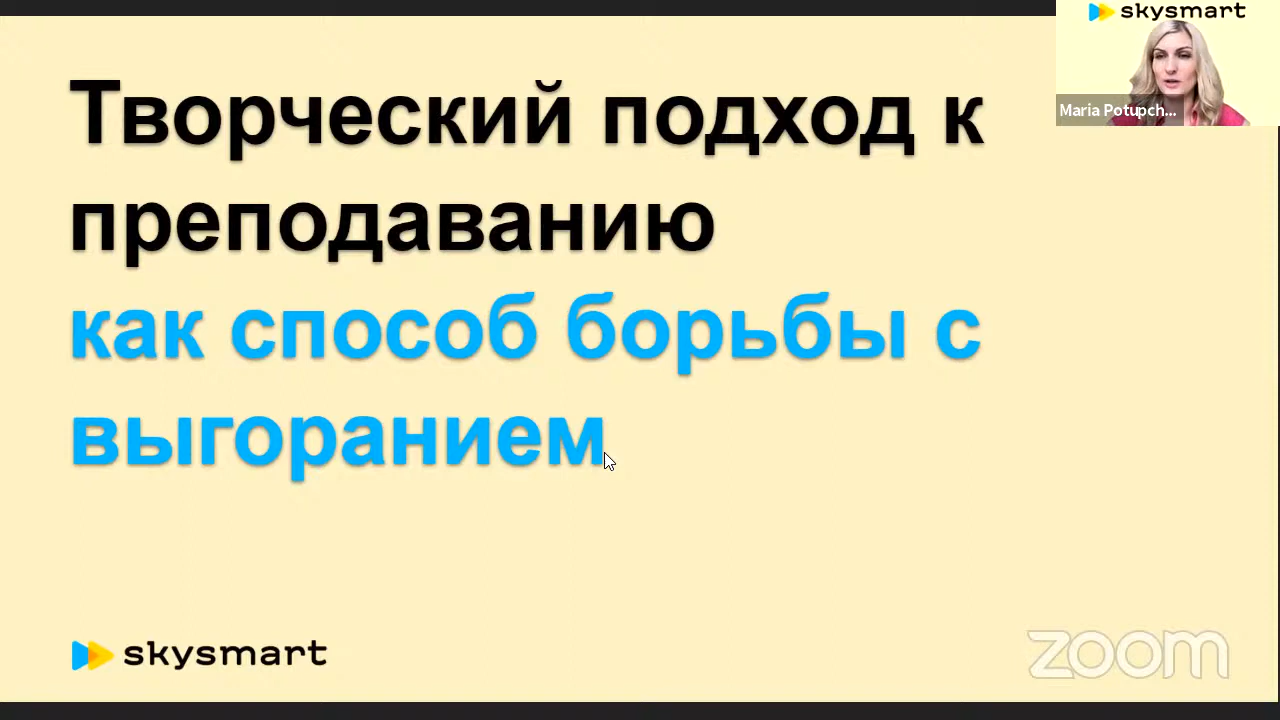 skysmart
Maria Potupch...
Творческий подход к
преподаванию
как способ борьбы с
выгоранием
skysmart
zoom